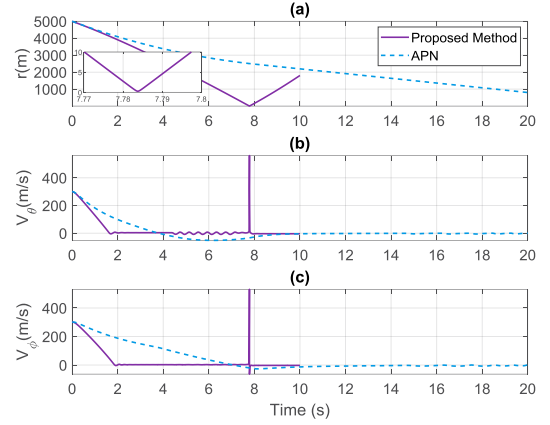 (a)
5000
4000
3000
2000
1000
r(m)
10
5
0
7.77 7.78 7.79 7.8
Proposed Method
APN
0 2 4 6 8 10 12 14 16 18 20
(b)
400
200
0
V_θ(m/s)
0 2 4 6 8 10 12 14 16 18 20
(c)
400
200
0
V_ϕ(m/s)
0 2 4 6 8 10 12 14 16 18 20
Time (s)